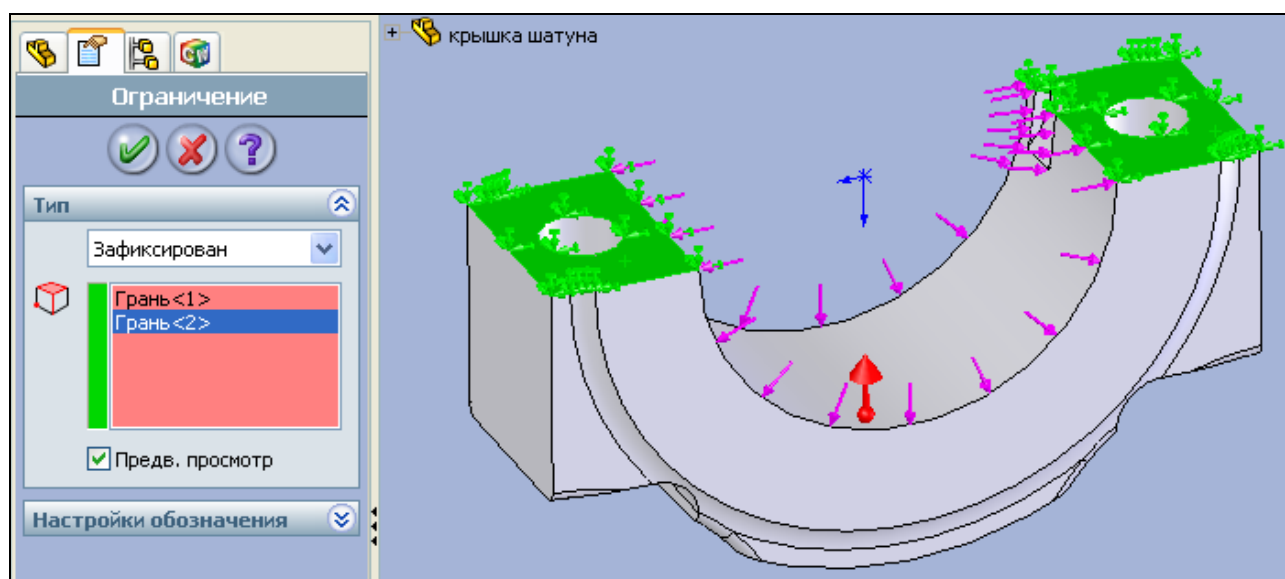 крышка шатуна
Ограничение
?
Тип
Зафиксирован
Грань<1>
Грань<2>
Предв. просмотр
Настройки обозначения